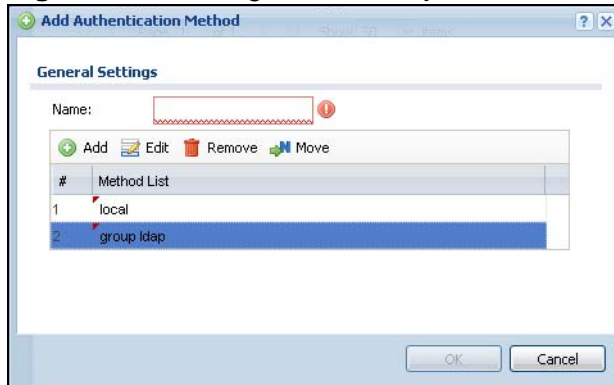 Add Authentication Method
General Settings
Name:
Add Edit Remove Move
# Method List
1 local
2 group ldap
OK Cancel